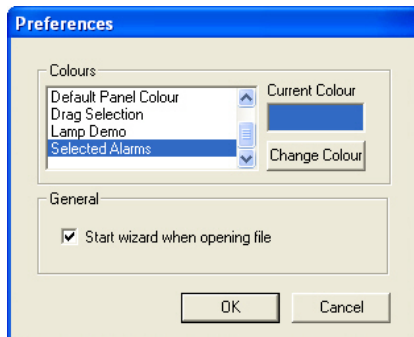 Preferences
Colours
Default Panel Colour
Drag Selection
Lamp Demo
Selected Alarms
Current Colour
Change Colour
General
Start wizard when opening file
OK
Cancel